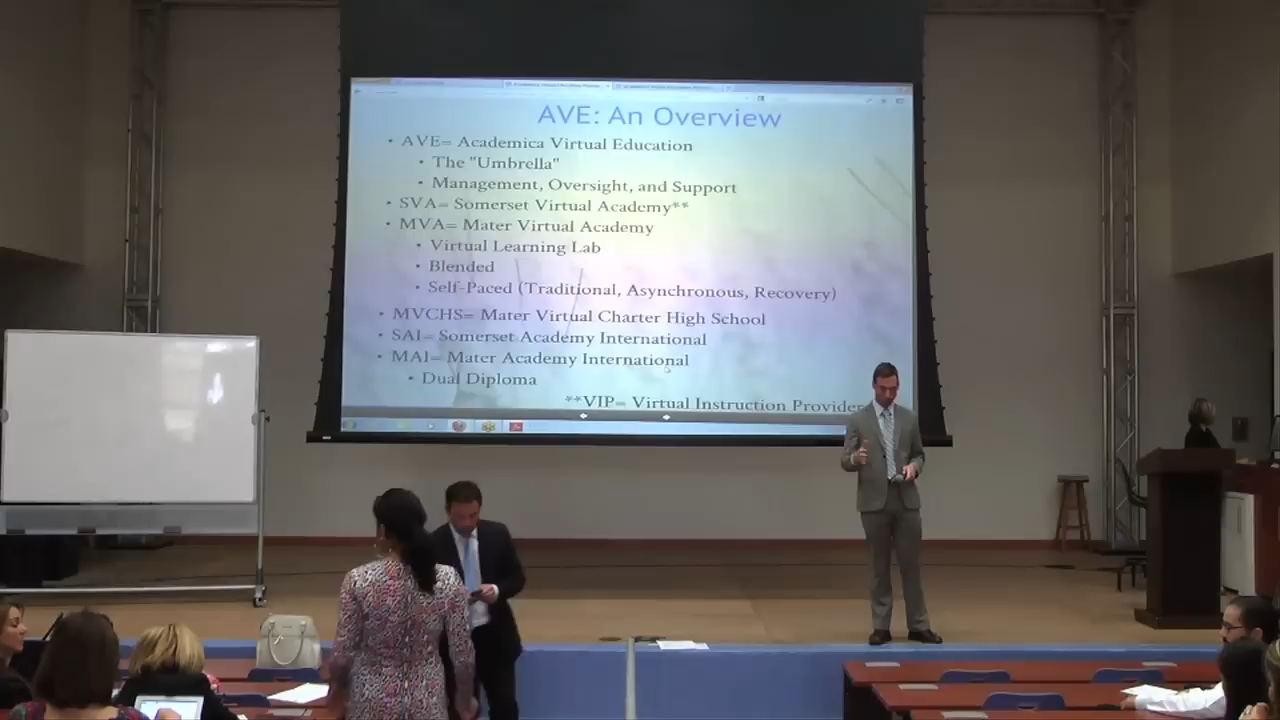 AVE: An Overview
• AVE= Academica Virtual Education
• The "Umbrella"
• Management, Oversight, and Support
• SVA= Somerset Virtual Academy**
• MVA= Mater Virtual Academy
• Virtual Learning Lab
• Blended
• Self-Paced (Traditional, Asynchronous, Recovery)
• MVCHS= Mater Virtual Charter High School
• SAI= Somerset Academy International
• MAI= Mater Academy International
• Dual Diploma
**VIP= Virtual Instruction Provider